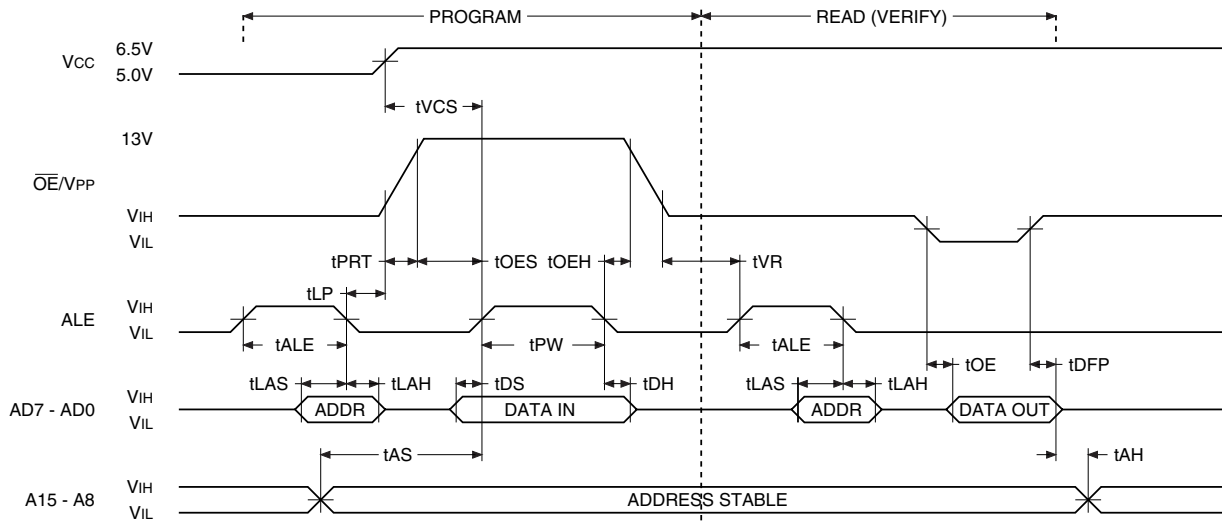 PROGRAM READ (VERIFY)
VCC 6.5V
5.0V
tVCS
13V
OE/VPP
VIH
VIL
tPRT tOES tOEH tVR
tLP
ALE VIH
VIL
tALE tPW tALE
tOE tDFP
tLAS tLAH tDS tDH tLAS tLAH
AD7 - AD0 VIH
VIL
ADDR DATA IN ADDR DATA OUT
tAS tAH
A15 - A8 VIH
VIL
ADDRESS STABLE